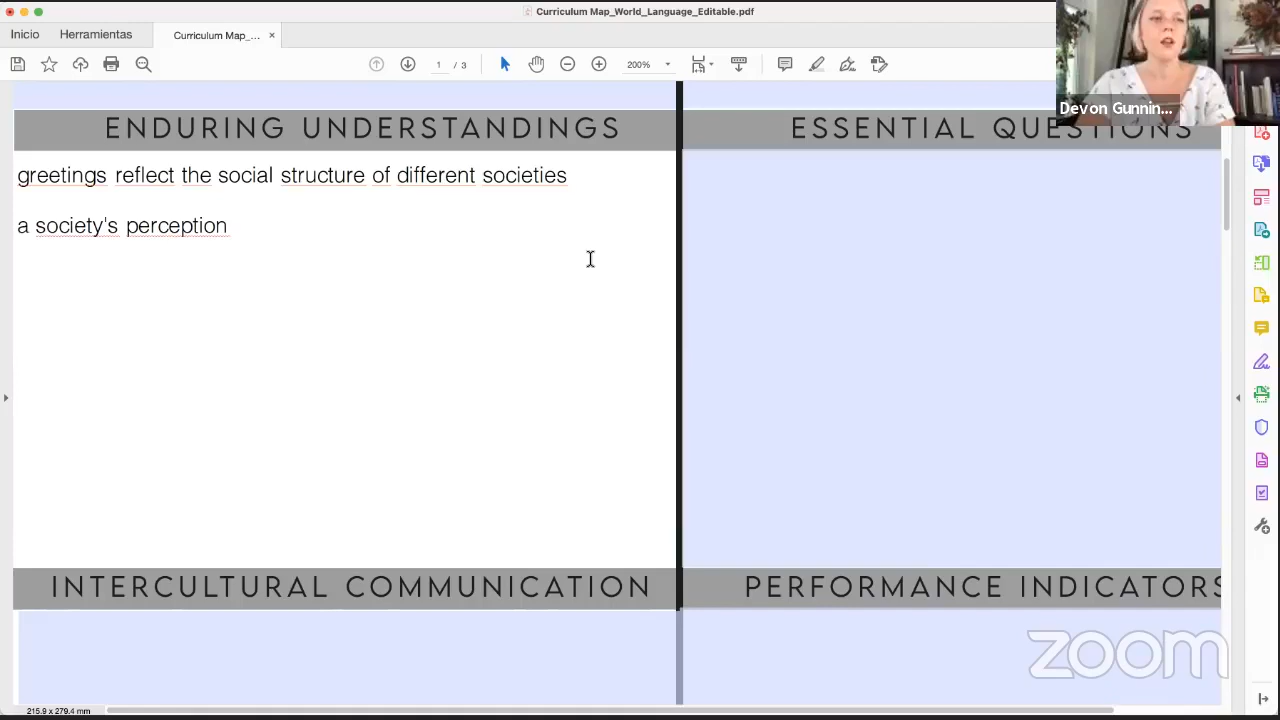 Curriculum Map_World_Language_Editable.pdf
Inicio
Herramientas
Curriculum Map_...
1 / 3
200%
Devon Gunnin...
ENDURING UNDERSTANDINGS
ESSENTIAL QUESTIONS
greetings reflect the social structure of different societies
a society's perception
INTERCULTURAL COMMUNICATION
PERFORMANCE INDICATORS
zoom
215.9 x 279.4 mm